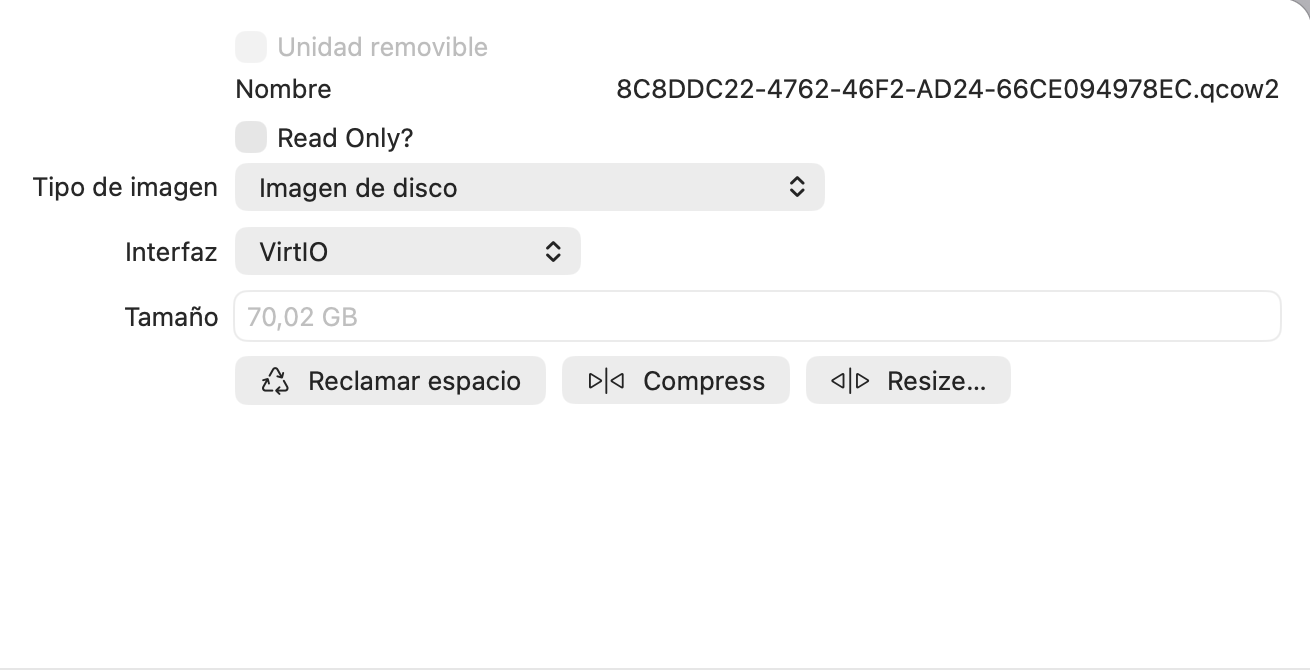 Unidad removible
Nombre 8C8DDC22-4762-46F2-AD24-66CE094978EC.qcow2
Read Only?
Tipo de imagen Imagen de disco
Interfaz VirtIO
Tamaño 70,02 GB
Reclamar espacio Compress Resize...